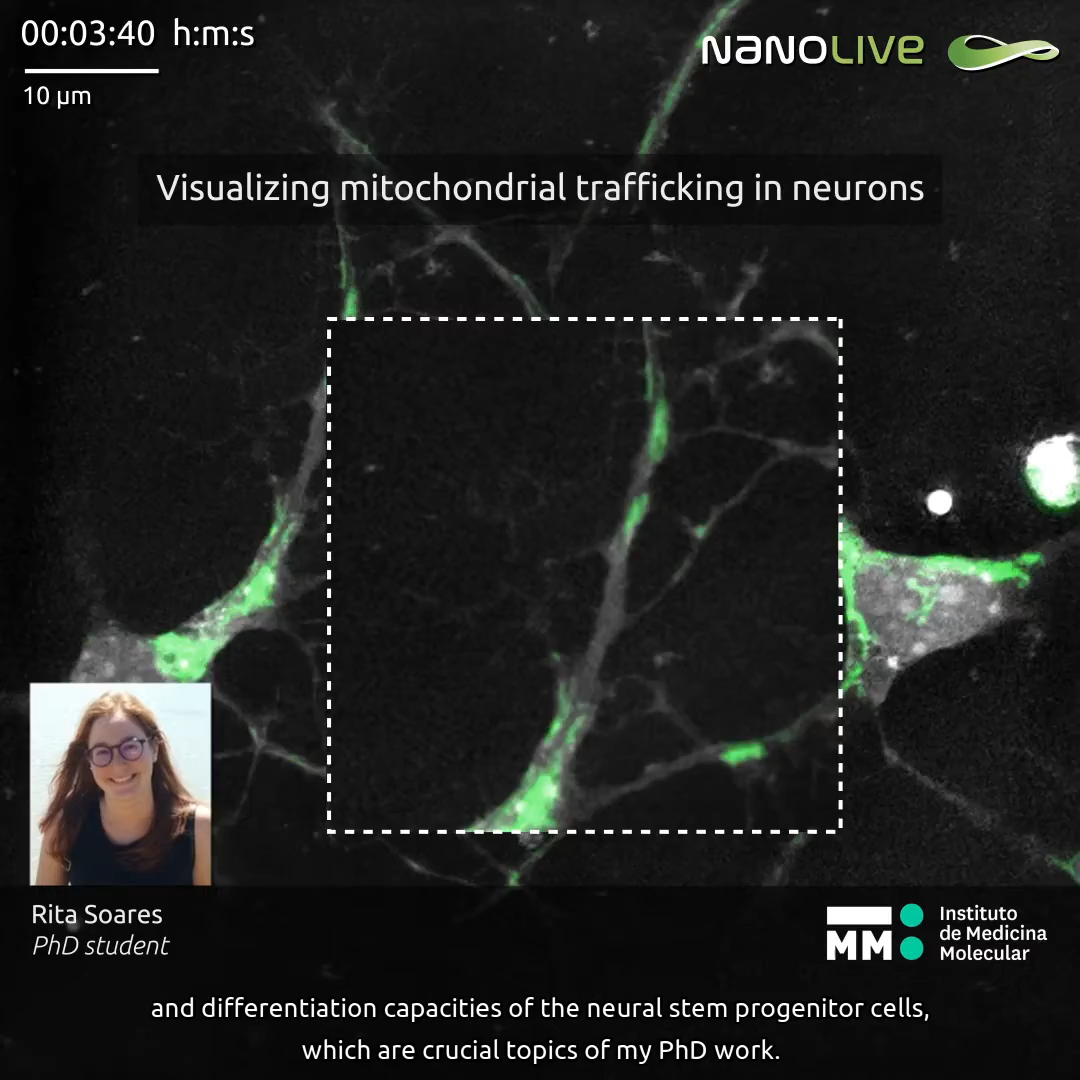 00:03:40 h:m:s
10 µm
NANOLIVE
Visualizing mitochondrial trafficking in neurons
Rita Soares
PhD student
iMM
Instituto
de Medicina
Molecular
and differentiation capacities of the neural stem progenitor cells,
which are crucial topics of my PhD work.